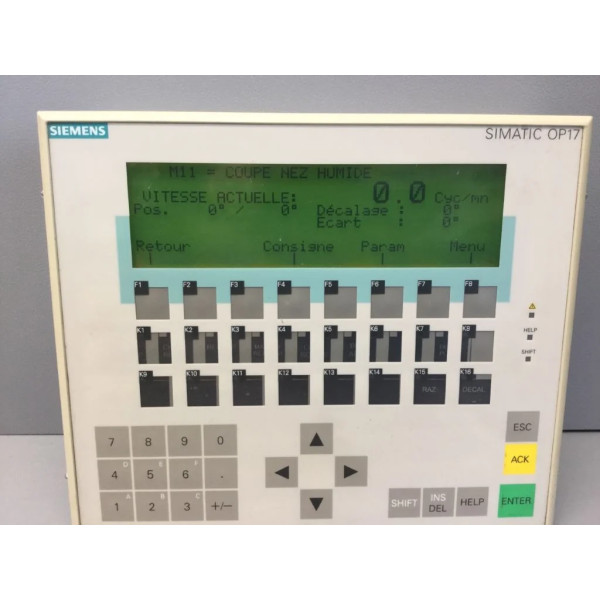 SIEMENS
SIMATIC OP17
M11 = COUPE NEZ HUMIDE
VITESSE ACTUELLE: 0.0 Cyc/mn
Pos. 0° / 0° Décalage : 0°
Ecart : 0°
Retour Consigne Param Menu
F1 F2 F3 F4 F5 F6 F7 F8
K1 K2 K3 K4 K5 K6 K7 K8
HELP
SHIFT
K9 K10 K11 K12 K13 K14 K15 K16
RAZ DECAL
7 8 9 0
ESC
D E F
4 5 6 .
ACK
A B C
1 2 3 +/-
SHIFT INS DEL HELP ENTER